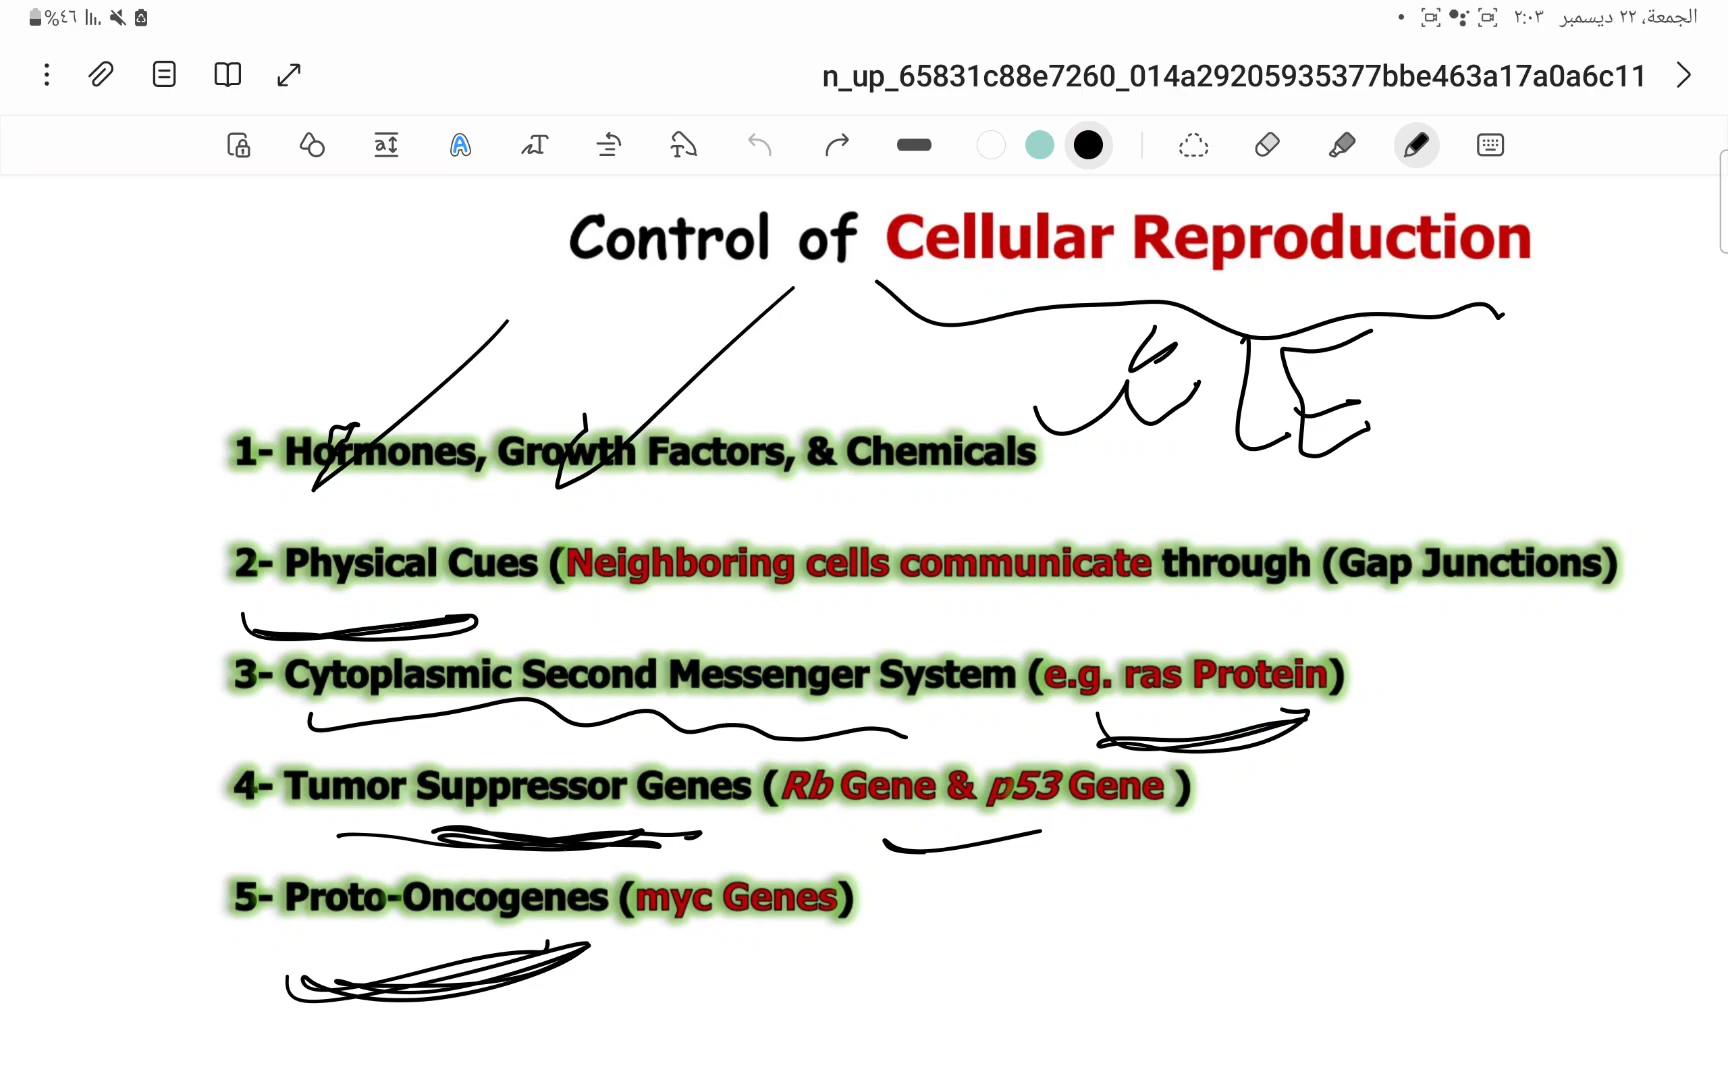 %٤٦ الجمعة، ٢٢ ديسمبر ٢:٠٣
n_up_65831c88e7260_014a29205935377bbe463a17a0a6c11
Control of Cellular Reproduction
1- Hormones, Growth Factors, & Chemicals
2- Physical Cues (Neighboring cells communicate through (Gap Junctions)
3- Cytoplasmic Second Messenger System (e.g. ras Protein)
4- Tumor Suppressor Genes (Rb Gene & p53 Gene )
5- Proto-Oncogenes (myc Genes)